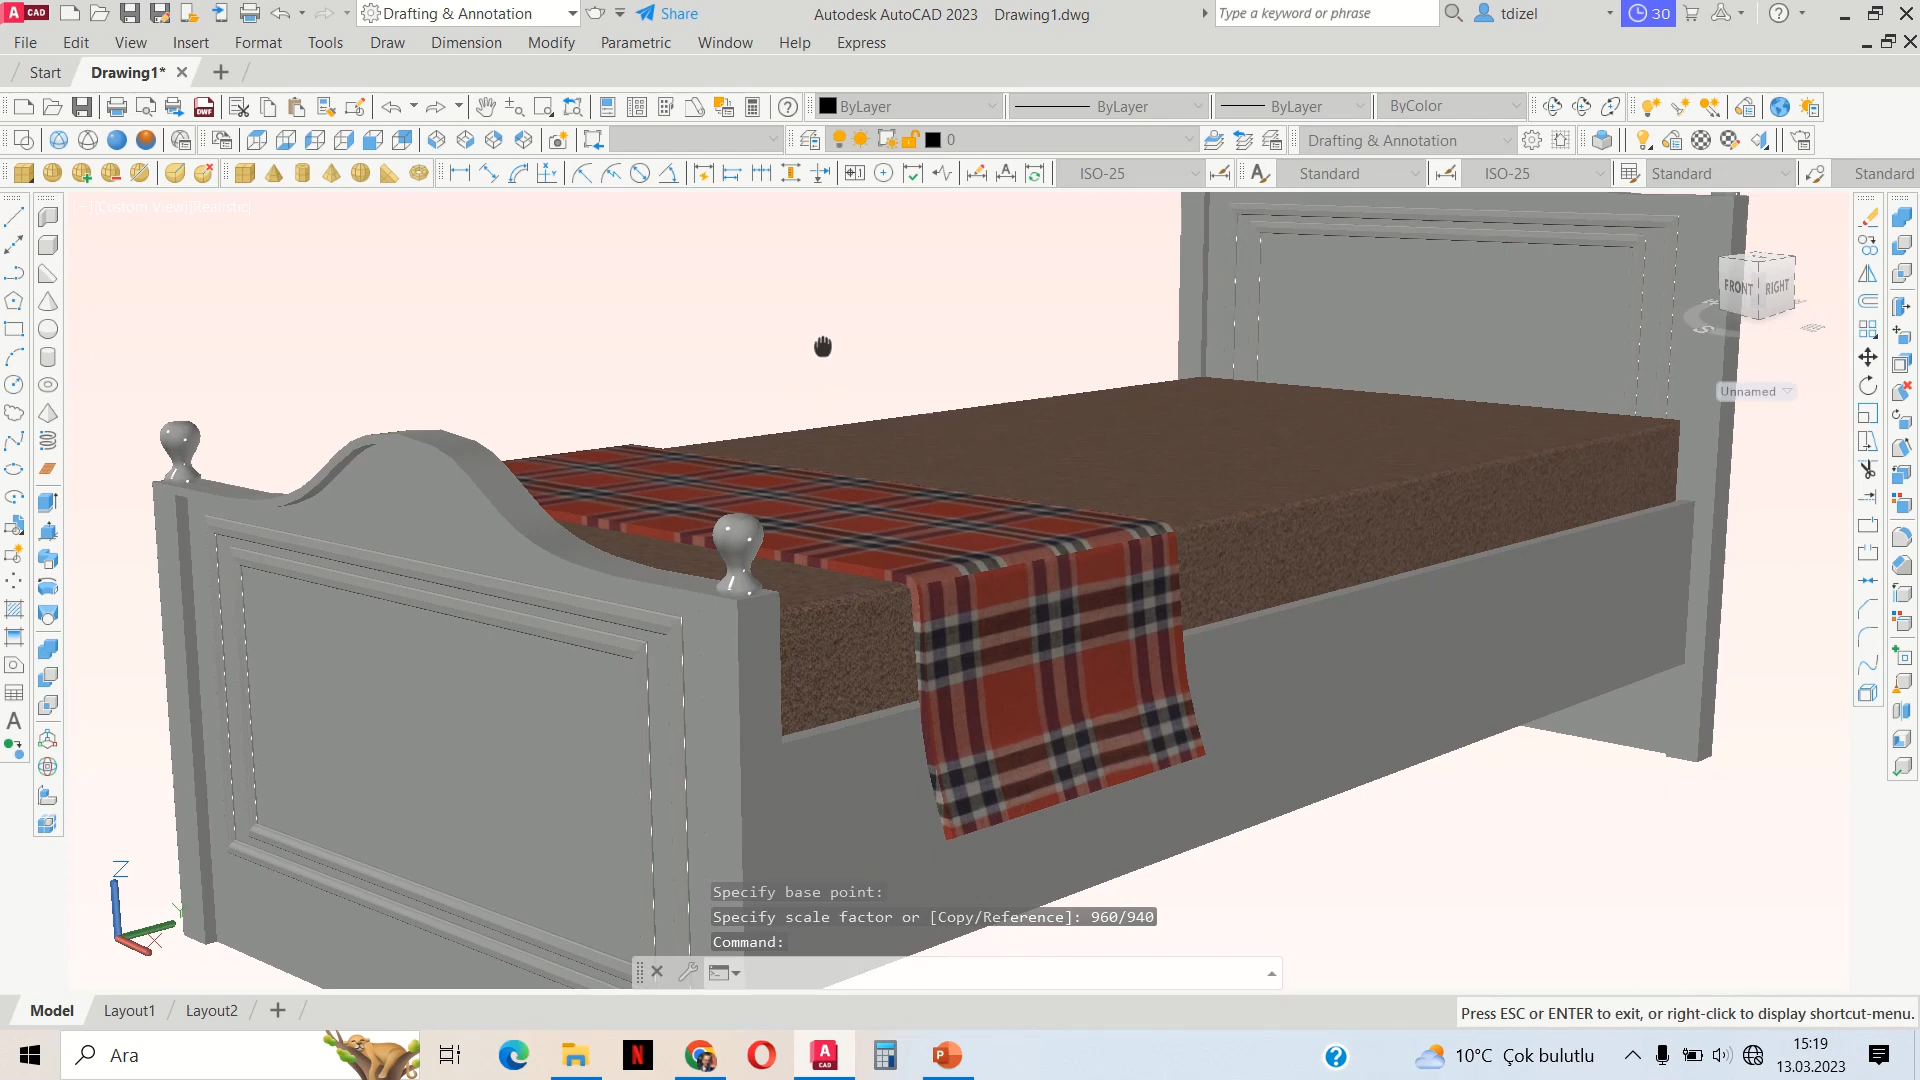 A CAD
Drafting & Annotation
Share
Autodesk AutoCAD 2023 Drawing1.dwg
Type a keyword or phrase
tdizel
30
File Edit View Insert Format Tools Draw Dimension Modify Parametric Window Help Express
Start Drawing1*
ByLayer ByLayer ByLayer ByColor
0 Drafting & Annotation
ISO-25 Standard ISO-25 Standard Standard
[−][Custom View][Realistic]
FRONT RIGHT
S
Unnamed
Specify base point:
Specify scale factor or [Copy/Reference]: 960/940
Command:
Z
Y
X
Model Layout1 Layout2
Press ESC or ENTER to exit, or right-click to display shortcut-menu.
Ara
10°C Çok bulutlu
15:19
13.03.2023